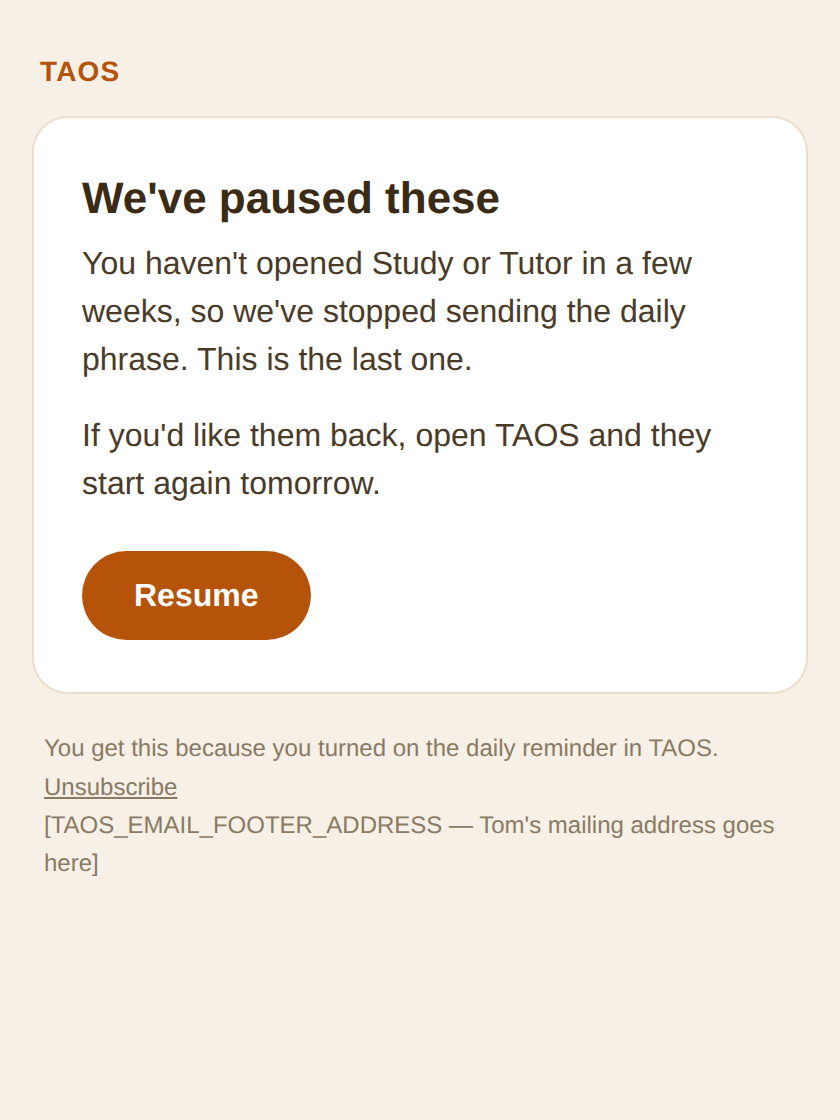 TAOS
We've paused these
You haven't opened Study or Tutor in a few
weeks, so we've stopped sending the daily
phrase. This is the last one.
If you'd like them back, open TAOS and they
start again tomorrow.
Resume
You get this because you turned on the daily reminder in TAOS.
Unsubscribe
[TAOS_EMAIL_FOOTER_ADDRESS — Tom's mailing address goes
here]